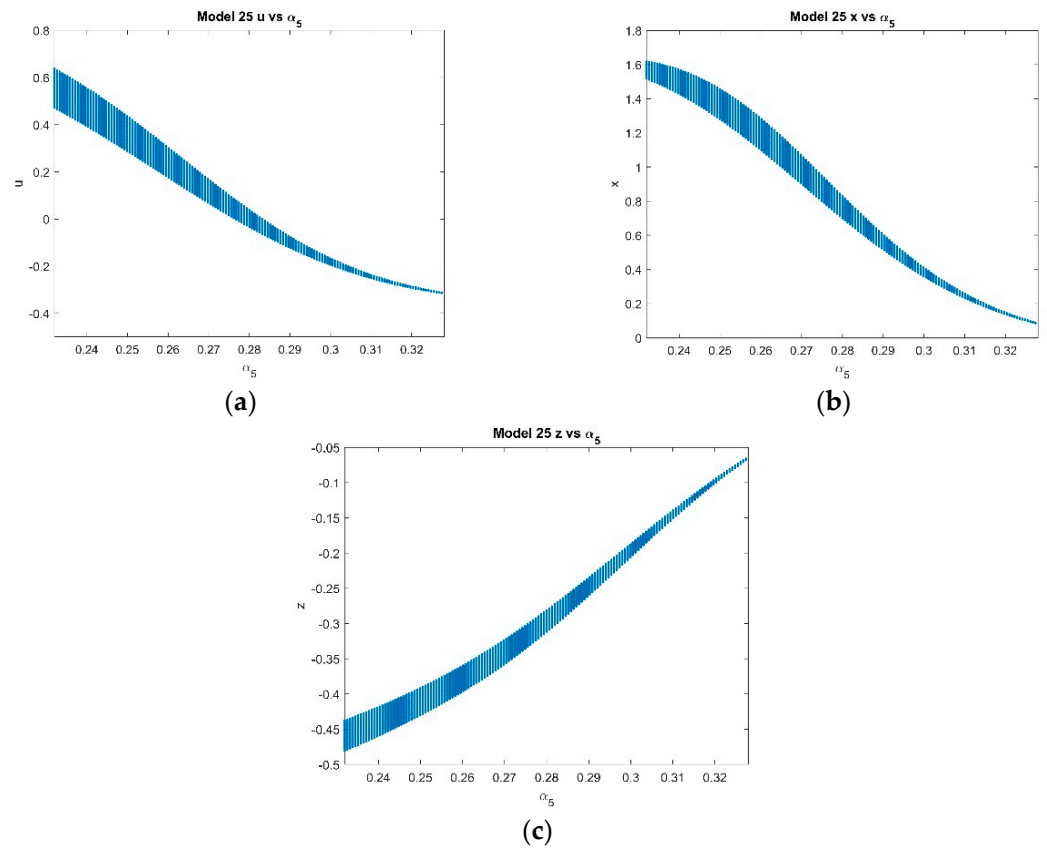 Model 25 u vs α5
0.8
0.6
0.4
0.2
0
-0.2
-0.4
u
0.24 0.25 0.26 0.27 0.28 0.29 0.3 0.31 0.32
α5
(a)
Model 25 x vs α5
1.8
1.6
1.4
1.2
1
0.8
0.6
0.4
0.2
0
x
0.24 0.25 0.26 0.27 0.28 0.29 0.3 0.31 0.32
α5
(b)
Model 25 z vs α5
-0.05
-0.1
-0.15
-0.2
-0.25
-0.3
-0.35
-0.4
-0.45
-0.5
z
0.24 0.25 0.26 0.27 0.28 0.29 0.3 0.31 0.32
α5
(c)